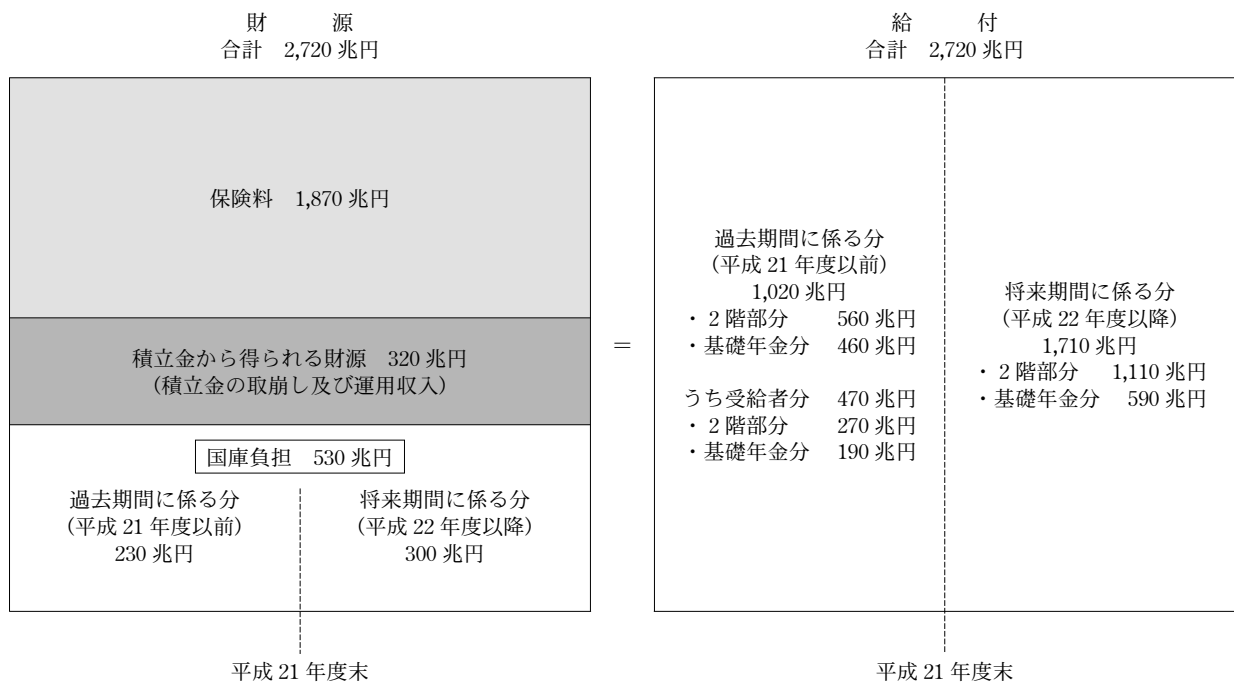 財 源
合計 2,720 兆円
保険料 1,870 兆円
積立金から得られる財源 320 兆円
（積立金の取崩し及び運用収入）
国庫負担 530 兆円
過去期間に係る分
（平成 21 年度以前）
230 兆円
将来期間に係る分
（平成 22 年度以降）
300 兆円
平成 21 年度末
＝
給 付
合計 2,720 兆円
過去期間に係る分
（平成 21 年度以前）
1,020 兆円
・2 階部分 560 兆円
・基礎年金分 460 兆円
うち受給者分 470 兆円
・2 階部分 270 兆円
・基礎年金分 190 兆円
将来期間に係る分
（平成 22 年度以降）
1,710 兆円
・2 階部分 1,110 兆円
・基礎年金分 590 兆円
平成 21 年度末